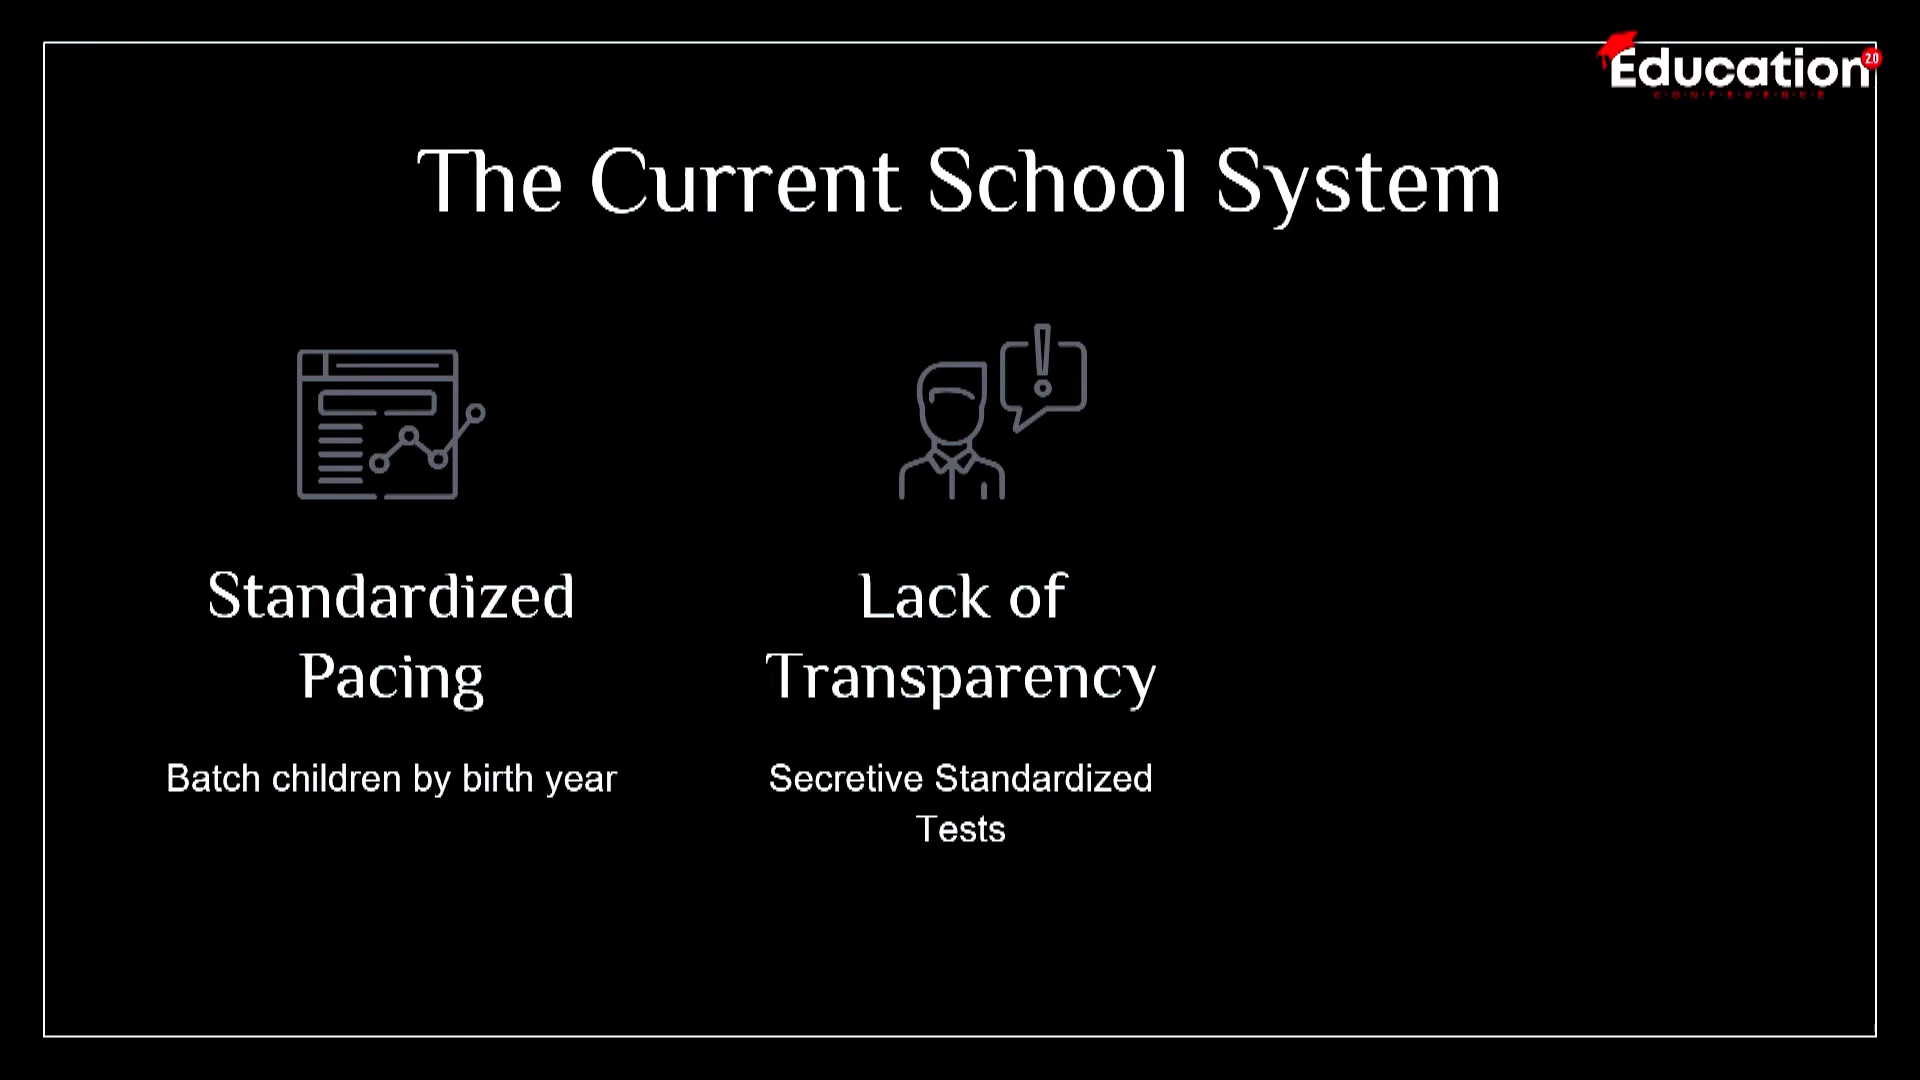 Education 2.0
CONFERENCE
The Current School System
Standardized
Pacing
Batch children by birth year
Lack of
Transparency
Secretive Standardized
Tests